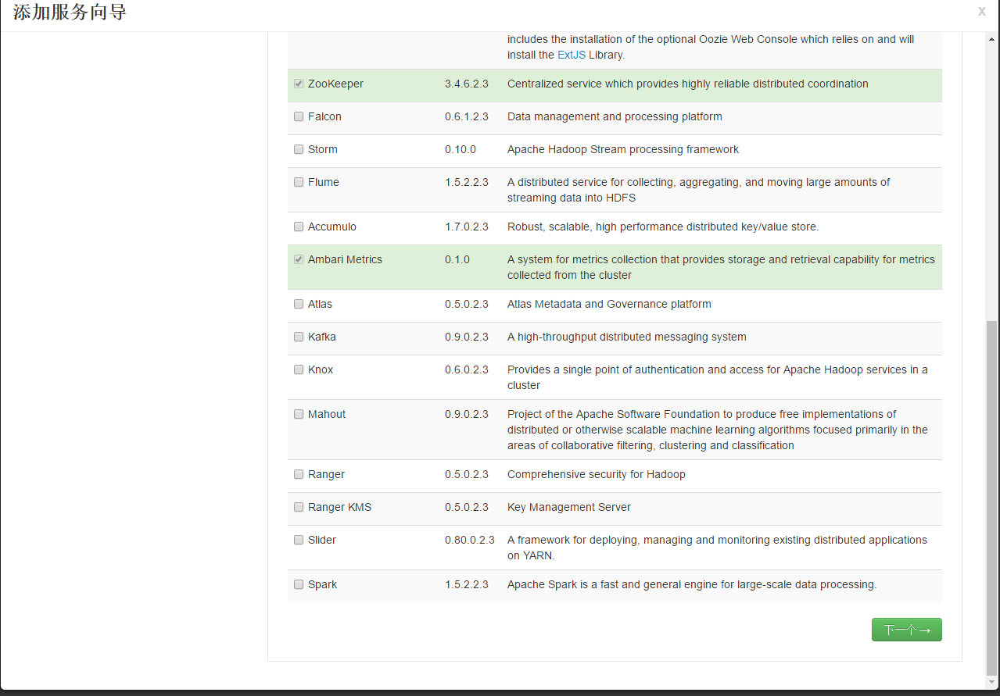 添加服务向导
x
includes the installation of the optional Oozie Web Console which relies on and will
install the ExtJS Library.
ZooKeeper 3.4.6.2.3 Centralized service which provides highly reliable distributed coordination
Falcon 0.6.1.2.3 Data management and processing platform
Storm 0.10.0 Apache Hadoop Stream processing framework
Flume 1.5.2.2.3 A distributed service for collecting, aggregating, and moving large amounts of
streaming data into HDFS
Accumulo 1.7.0.2.3 Robust, scalable, high performance distributed key/value store.
Ambari Metrics 0.1.0 A system for metrics collection that provides storage and retrieval capability for metrics
collected from the cluster
Atlas 0.5.0.2.3 Atlas Metadata and Governance platform
Kafka 0.9.0.2.3 A high-throughput distributed messaging system
Knox 0.6.0.2.3 Provides a single point of authentication and access for Apache Hadoop services in a
cluster
Mahout 0.9.0.2.3 Project of the Apache Software Foundation to produce free implementations of
distributed or otherwise scalable machine learning algorithms focused primarily in the
areas of collaborative filtering, clustering and classification
Ranger 0.5.0.2.3 Comprehensive security for Hadoop
Ranger KMS 0.5.0.2.3 Key Management Server
Slider 0.80.0.2.3 A framework for deploying, managing and monitoring existing distributed applications
on YARN.
Spark 1.5.2.2.3 Apache Spark is a fast and general engine for large-scale data processing.
下一个→